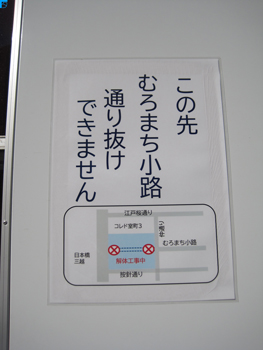 この先
むろまち小路
通り抜け
できません
江戸桜通り
コレド室町3
むろまち小路
日本橋
三越
解体工事中
按針通り